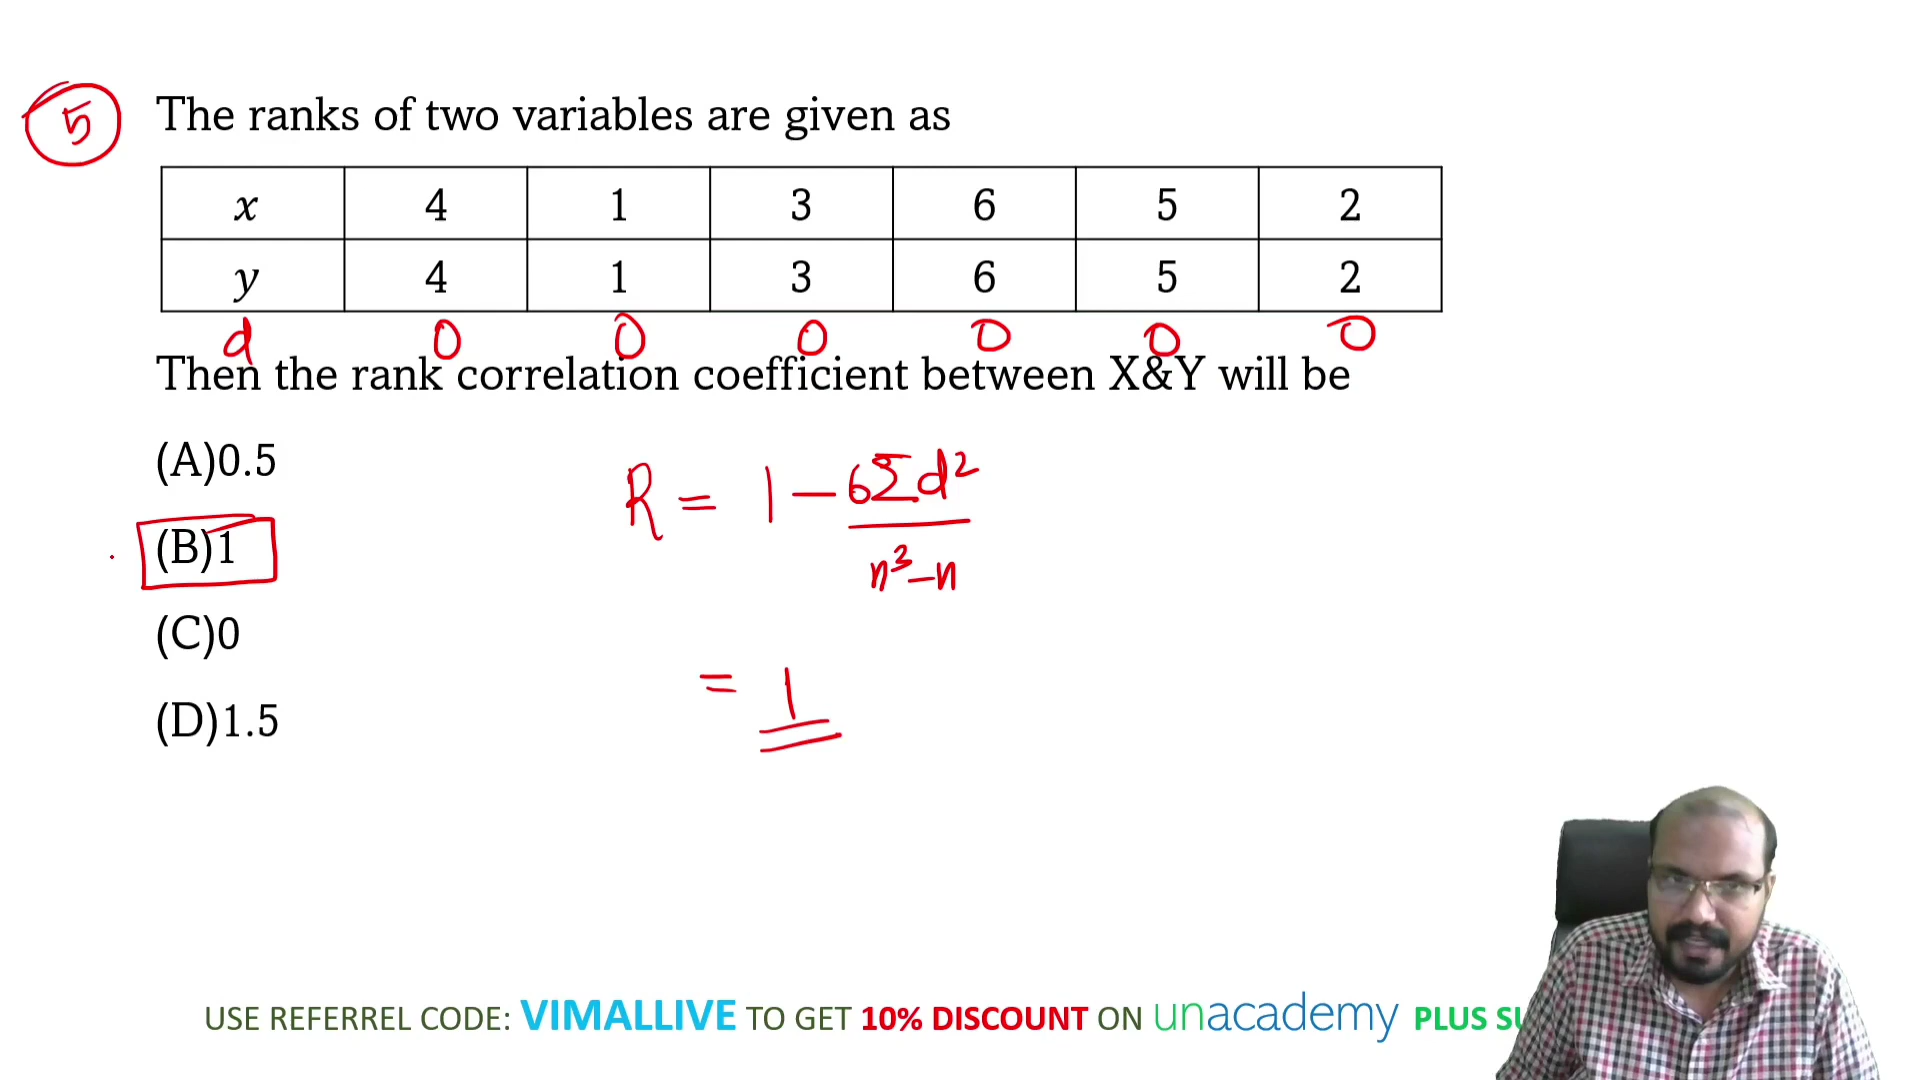 5 The ranks of two variables are given as
x 4 1 3 6 5 2
y 4 1 3 6 5 2
d 0 0 0 0 0 0
Then the rank correlation coefficient between X&Y will be
(A)0.5
R = 1 - 6Σd²
(B)1
n³-n
(C)0
= 1
(D)1.5
USE REFERREL CODE: VIMALLIVE TO GET 10% DISCOUNT ON unacademy PLUS